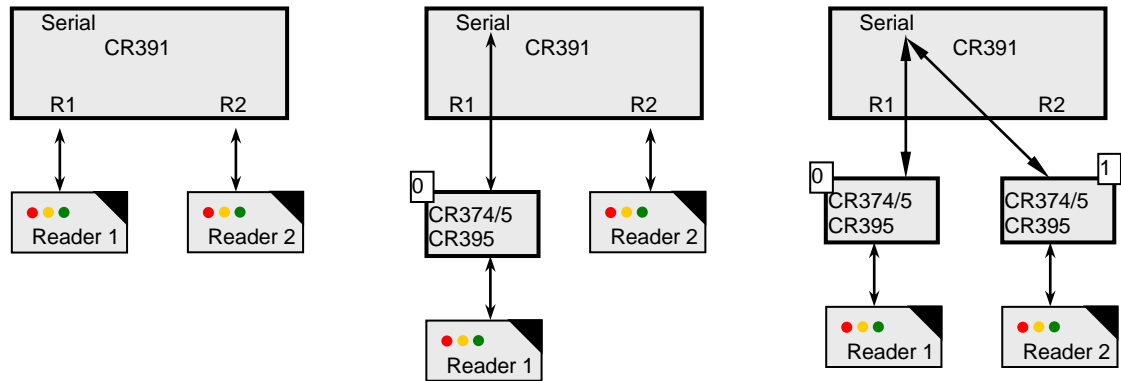 Serial
CR391
R1 R2
Reader 1
Reader 2
Serial
CR391
R1 R2
0
CR374/5
CR395
Reader 2
Reader 1
Serial
CR391
R1 R2
0
CR374/5
CR395
1
CR374/5
CR395
Reader 1
Reader 2